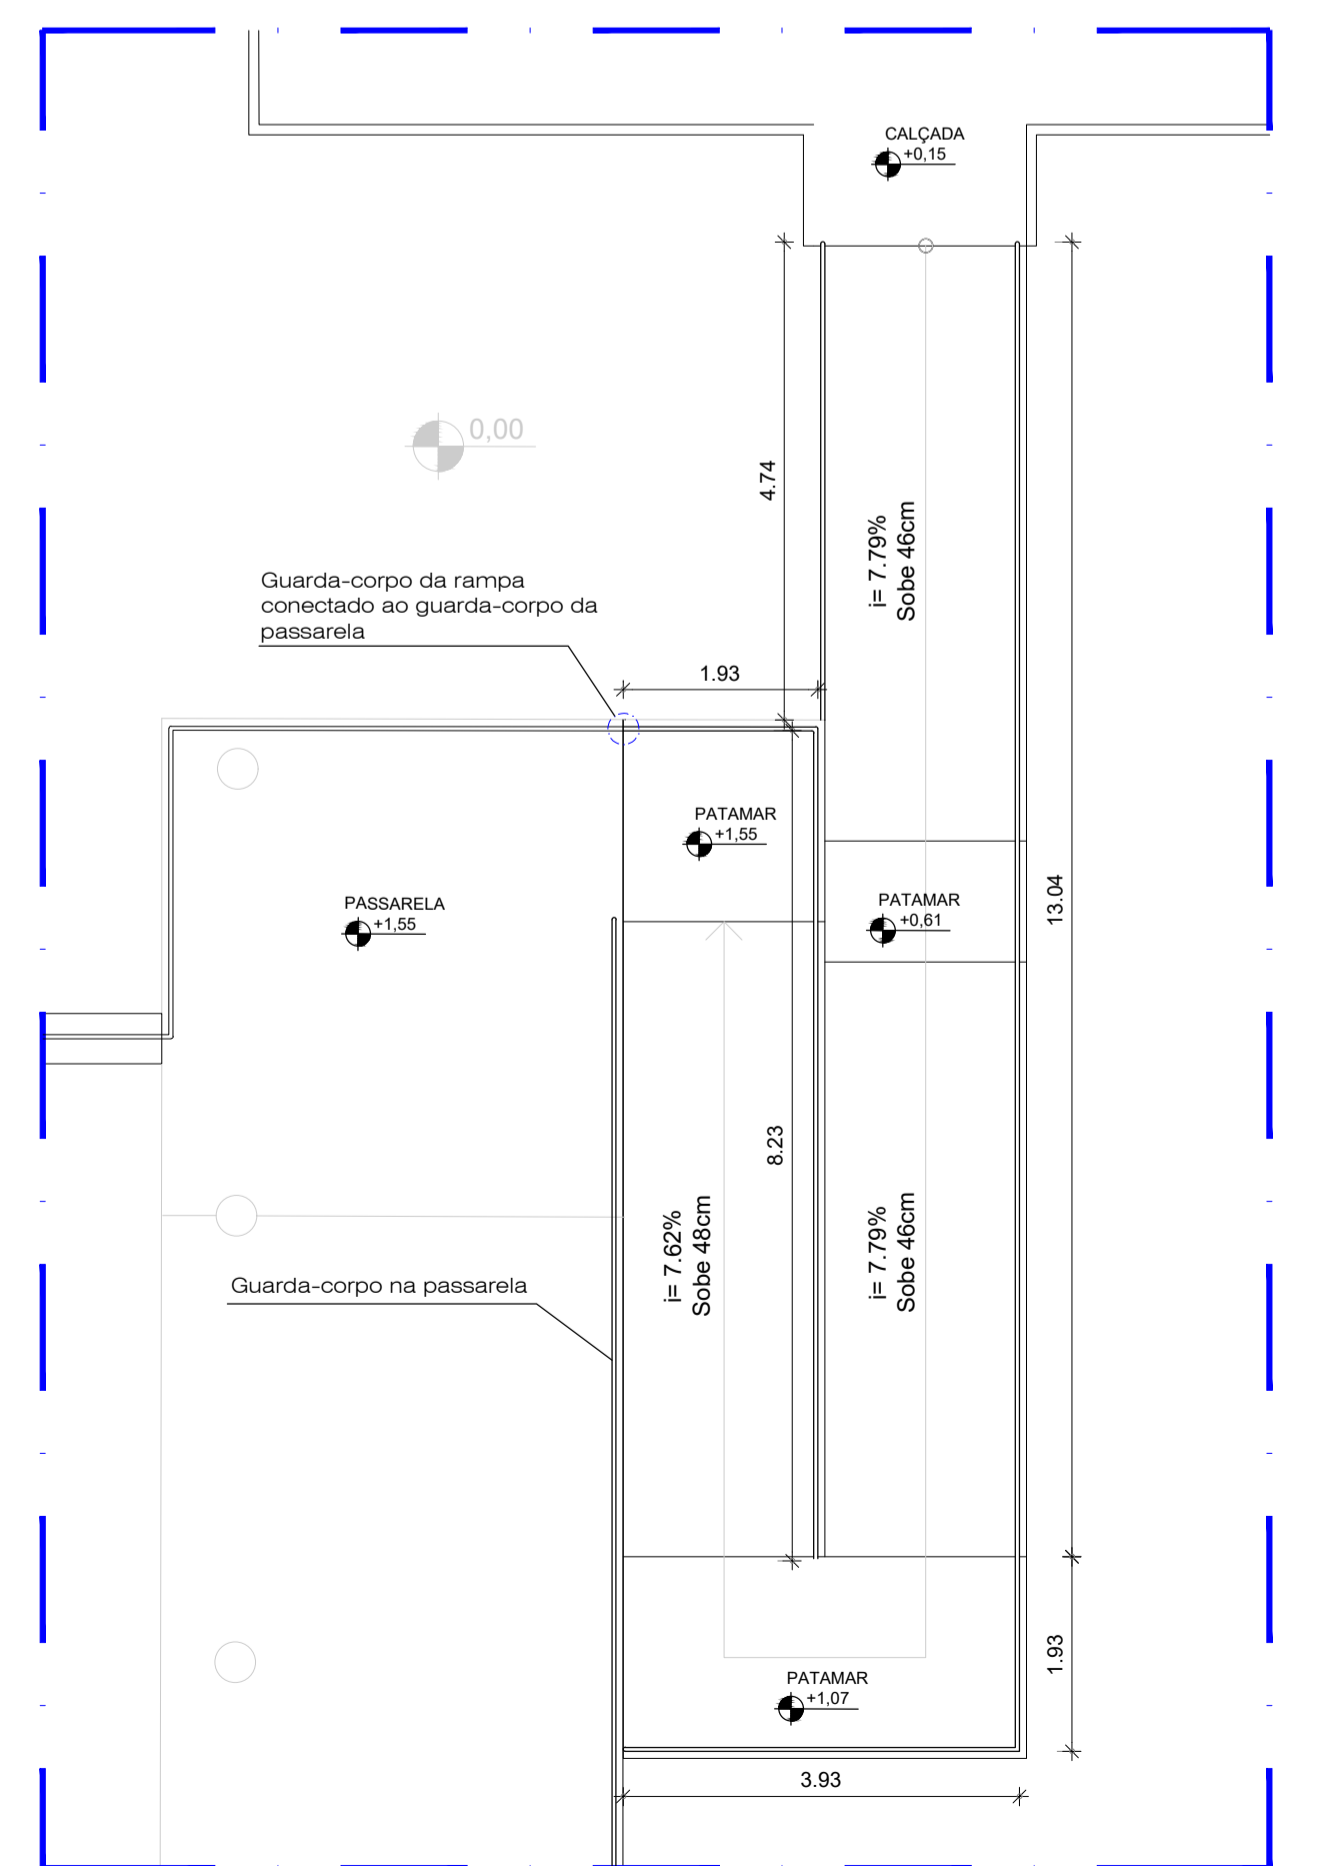 CALÇADA
+0,15
0,00
4.74
i= 7.79%
Sobe 46cm
Guarda-corpo da rampa
conectado ao guarda-corpo da
passarela
1.93
PATAMAR
+1,55
PASSARELA
+1,55
PATAMAR
+0,61
13.04
8.23
i= 7.62%
Sobe 48cm
i= 7.79%
Sobe 46cm
Guarda-corpo na passarela
1.93
PATAMAR
+1,07
3.93